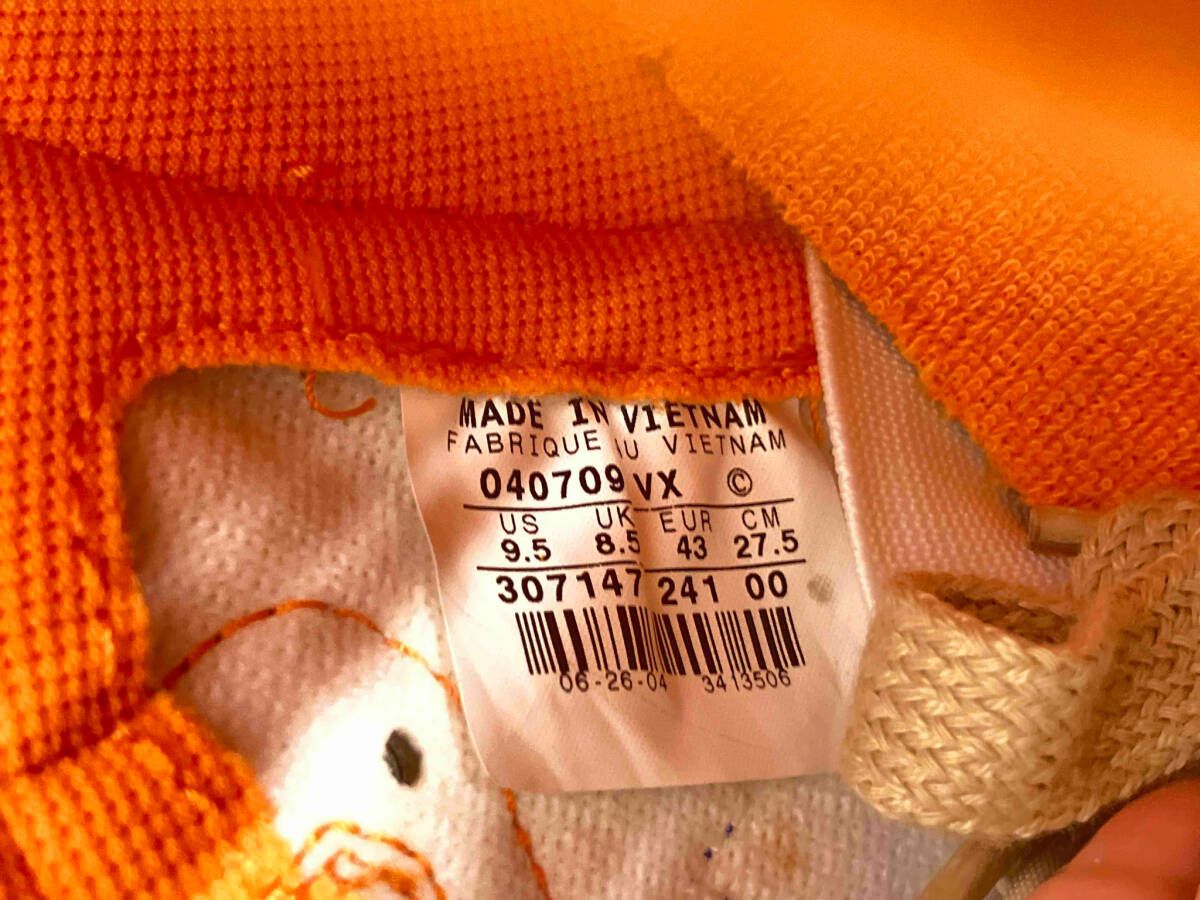 MADE IN VIETNAM
FABRIQUE AU VIETNAM
040709 VX ©
US UK EUR CM
9.5 8.5 43 27.5
307147 241 00
06-26-04 3413506